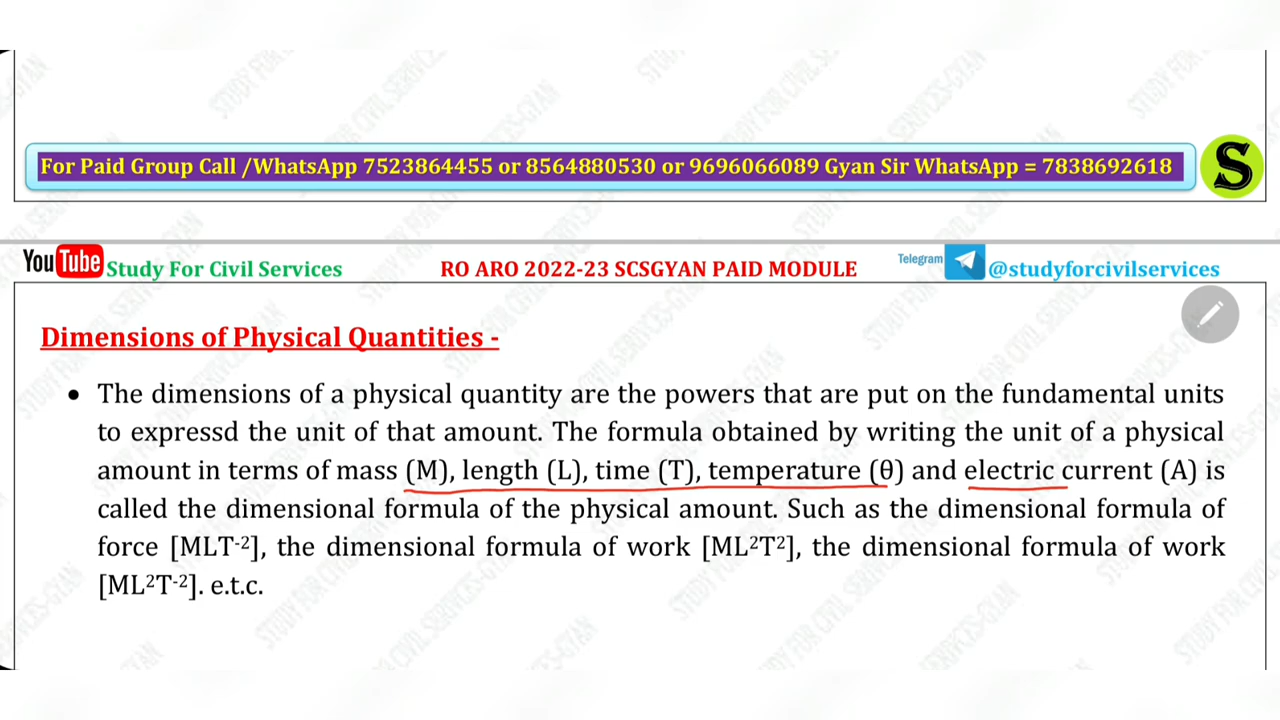 For Paid Group Call /WhatsApp 7523864455 or 8564880530 or 9696066089 Gyan Sir WhatsApp = 7838692618
S
YouTube Study For Civil Services RO ARO 2022-23 SCSGYAN PAID MODULE Telegram @studyforcivilservices
Dimensions of Physical Quantities -
• The dimensions of a physical quantity are the powers that are put on the fundamental units
to expressd the unit of that amount. The formula obtained by writing the unit of a physical
amount in terms of mass (M), length (L), time (T), temperature (θ) and electric current (A) is
called the dimensional formula of the physical amount. Such as the dimensional formula of
force [MLT⁻²], the dimensional formula of work [ML²T²], the dimensional formula of work
[ML²T⁻²]. e.t.c.